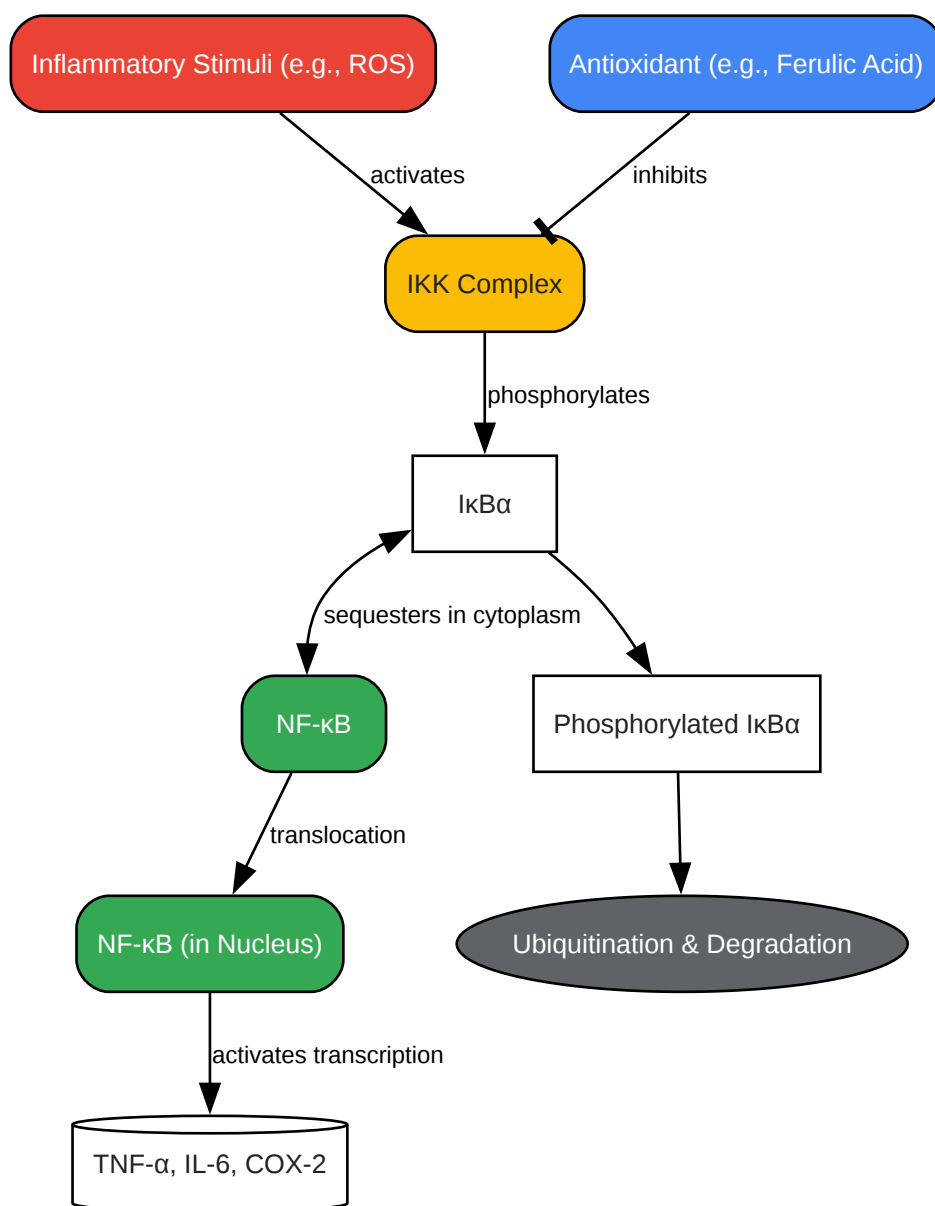 Inflammatory Stimuli (e.g., ROS)
Antioxidant (e.g., Ferulic Acid)
activates
inhibits
IKK Complex
phosphorylates
IκBα
sequesters in cytoplasm
NF-κB
Phosphorylated IκBα
translocation
NF-κB (in Nucleus)
Ubiquitination & Degradation
activates transcription
TNF-α, IL-6, COX-2